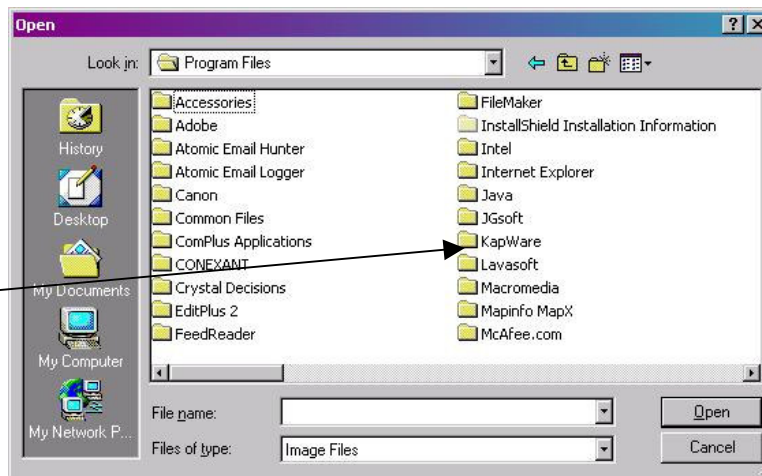 Open
Look in: Program Files
History
Desktop
My Documents
My Computer
My Network P...
Accessories
Adobe
Atomic Email Hunter
Atomic Email Logger
Canon
Common Files
ComPlus Applications
CONEXANT
Crystal Decisions
EditPlus 2
FeedReader
FileMaker
InstallShield Installation Information
Intel
Internet Explorer
Java
JGsoft
KapWare
Lavasoft
Macromedia
Mapinfo MapX
McAfee.com
File name:
Open
Files of type: Image Files
Cancel